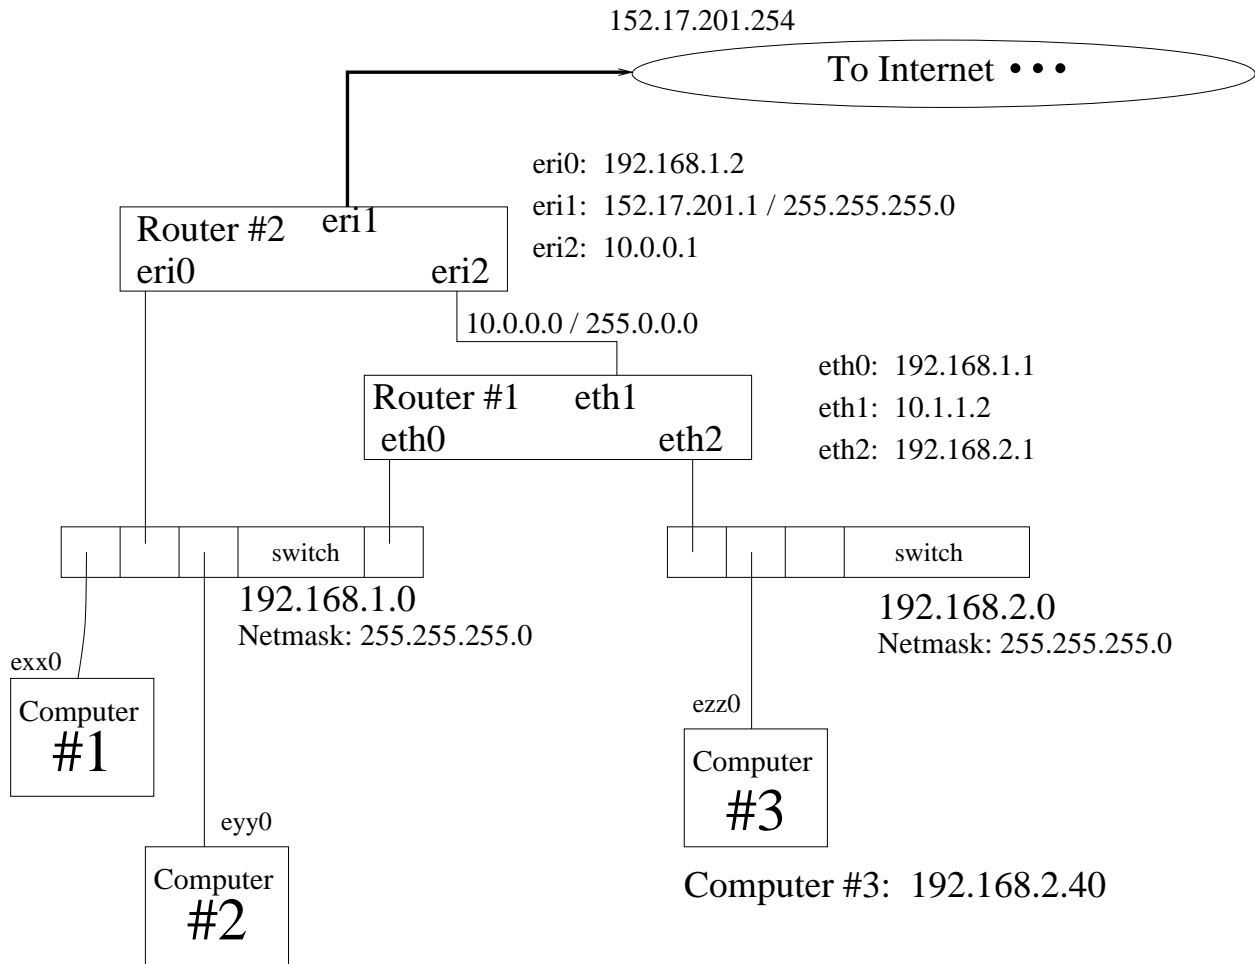 152.17.201.254
To Internet • • •
eri0: 192.168.1.2
eri1: 152.17.201.1 / 255.255.255.0
eri2: 10.0.0.1
Router #2 eri1
eri0 eri2
10.0.0.0 / 255.0.0.0
eth0: 192.168.1.1
eth1: 10.1.1.2
eth2: 192.168.2.1
Router #1 eth1
eth0 eth2
switch
switch
192.168.1.0
Netmask: 255.255.255.0
192.168.2.0
Netmask: 255.255.255.0
exx0
Computer
#1
ezz0
Computer
#3
eyy0
Computer
#2
Computer #3: 192.168.2.40